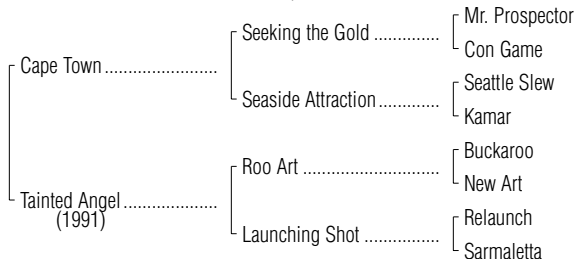 Mr. Prospector
Seeking the Gold ..............
Con Game
Cape Town ........................
Seattle Slew
Seaside Attraction .............
Kamar
Buckaroo
Roo Art .............................
New Art
Tainted Angel ....................
(1991)
Relaunch
Launching Shot ................
Sarmaletta